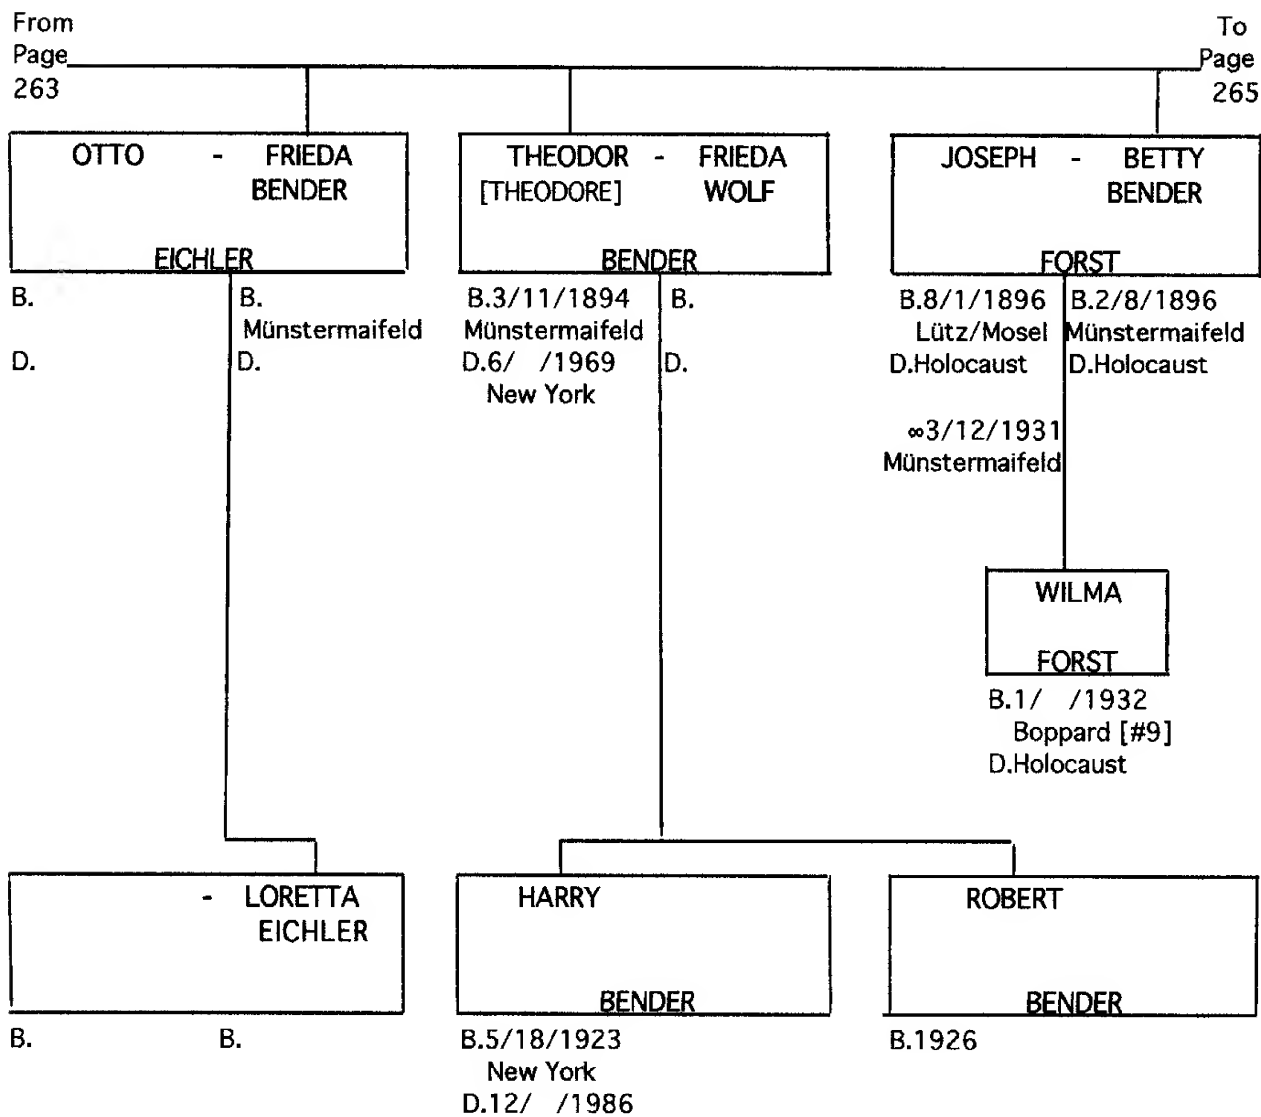 From
Page
263
To
Page
265
OTTO - FRIEDA
BENDER
EICHLER
B. B.
Münstermaifeld
D. D.
THEODOR - FRIEDA
[THEODORE] WOLF
BENDER
B.3/11/1894 B.
Münstermaifeld
D.6/ /1969 D.
New York
JOSEPH - BETTY
BENDER
FORST
B.8/1/1896 B.2/8/1896
Lütz/Mosel Münstermaifeld
D.Holocaust D.Holocaust
∞3/12/1931
Münstermaifeld
WILMA
FORST
B.1/ /1932
Boppard [#9]
D.Holocaust
- LORETTA
EICHLER
B. B.
HARRY
BENDER
B.5/18/1923
New York
D.12/ /1986
ROBERT
BENDER
B.1926